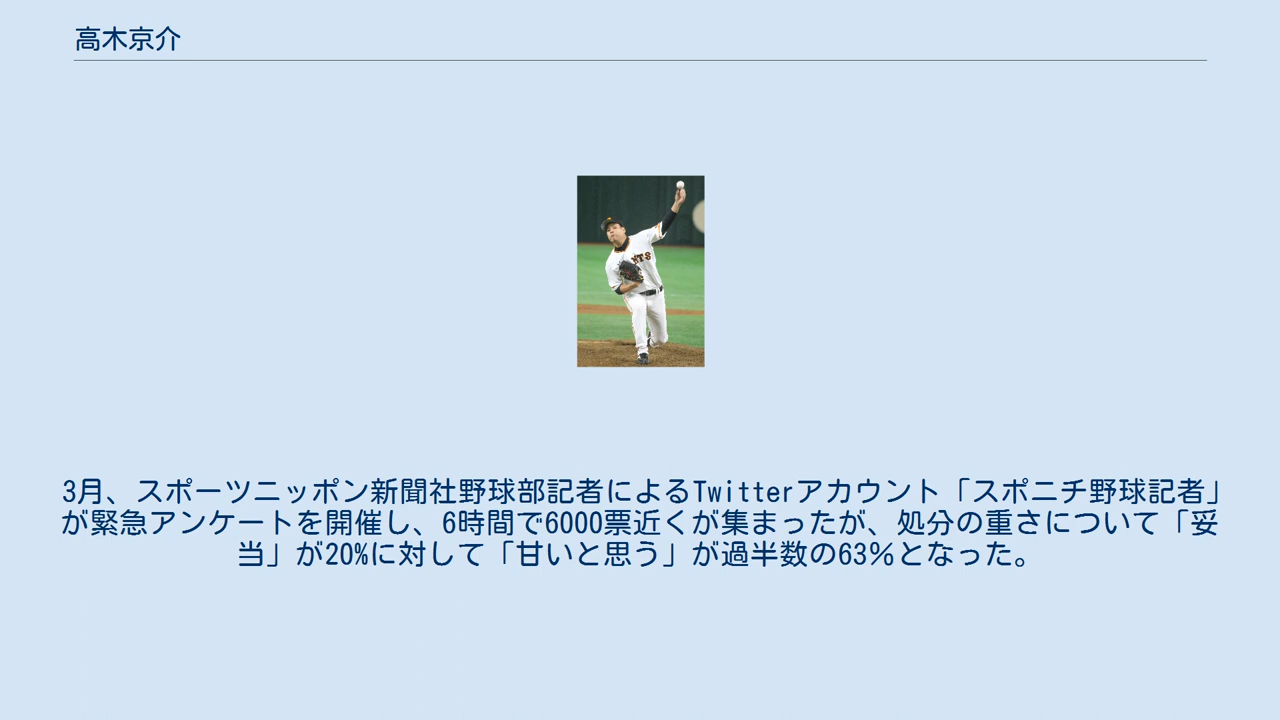 高木京介
NTS
3月、スポーツニッポン新聞社野球部記者によるTwitterアカウント「スポニチ野球記者」
が緊急アンケートを開催し、6時間で6000票近くが集まったが、処分の重さについて「妥
当」が20%に対して「甘いと思う」が過半数の63％となった。